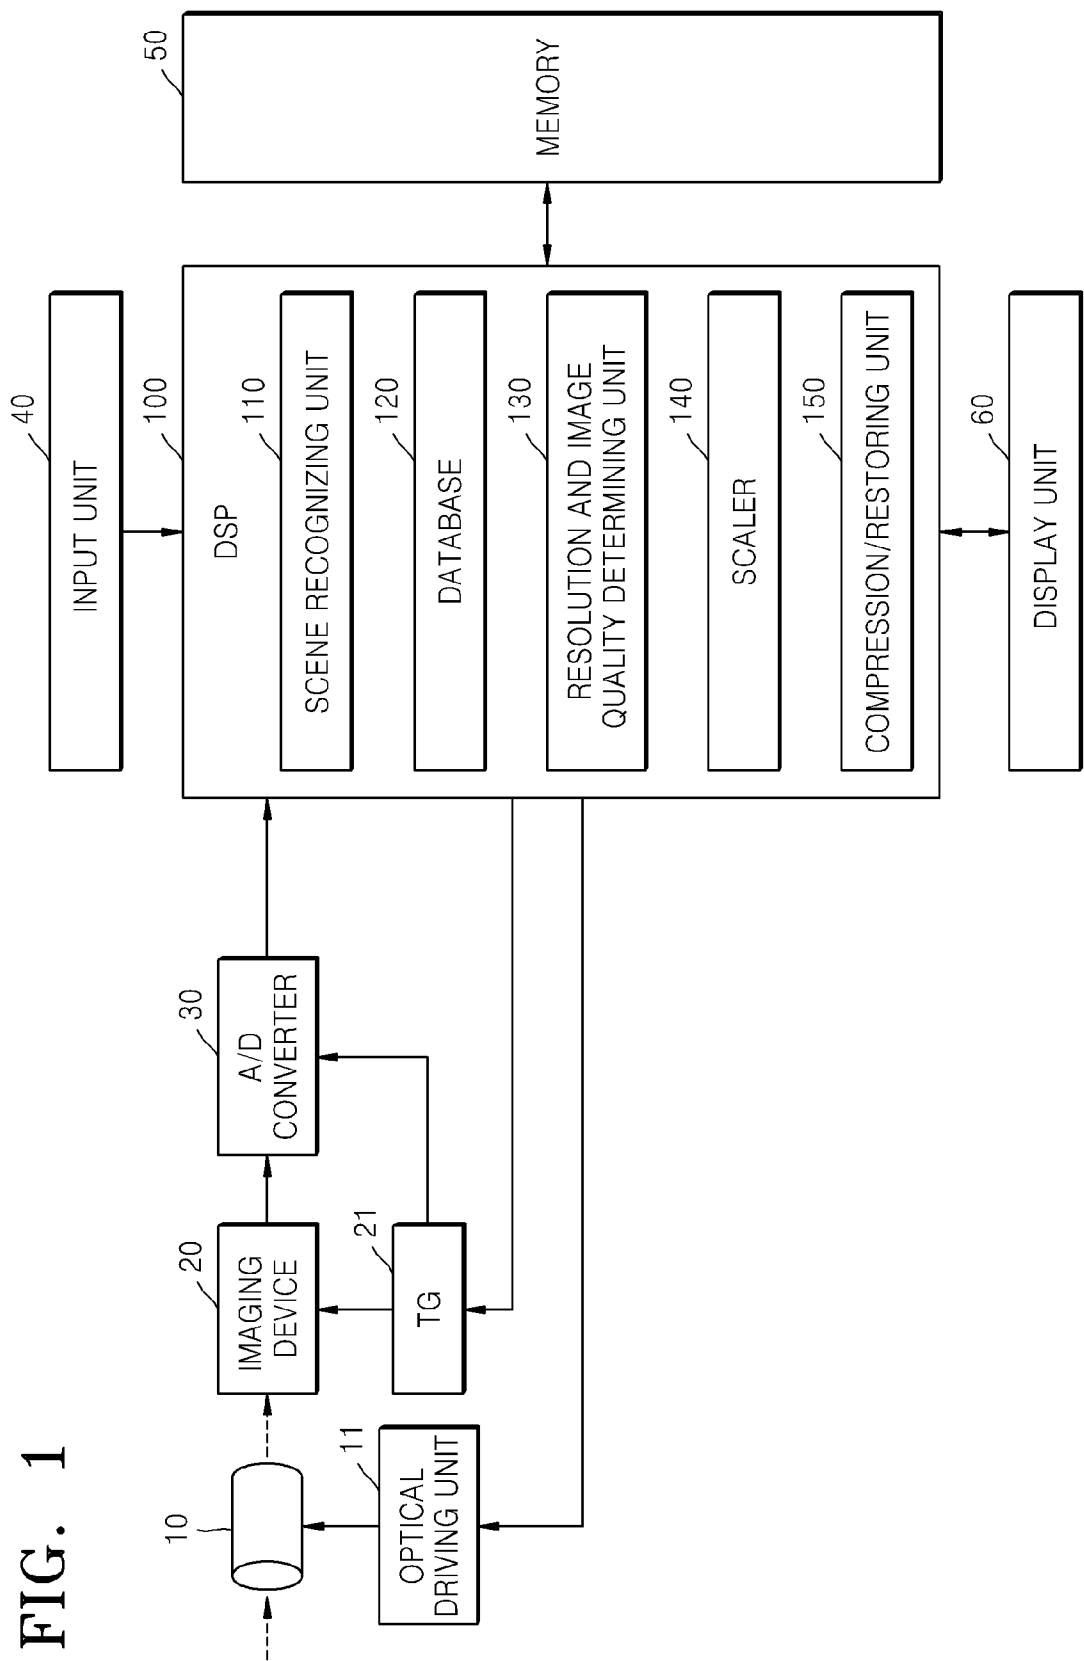 FIG. 1
40
INPUT UNIT
100
DSP
50
MEMORY
10
20
IMAGING
DEVICE
30
A/D
CONVERTER
110
SCENE RECOGNIZING UNIT
120
DATABASE
11
OPTICAL
DRIVING UNIT
21
TG
130
RESOLUTION AND IMAGE
QUALITY DETERMINING UNIT
140
SCALER
150
COMPRESSION/RESTORING UNIT
60
DISPLAY UNIT